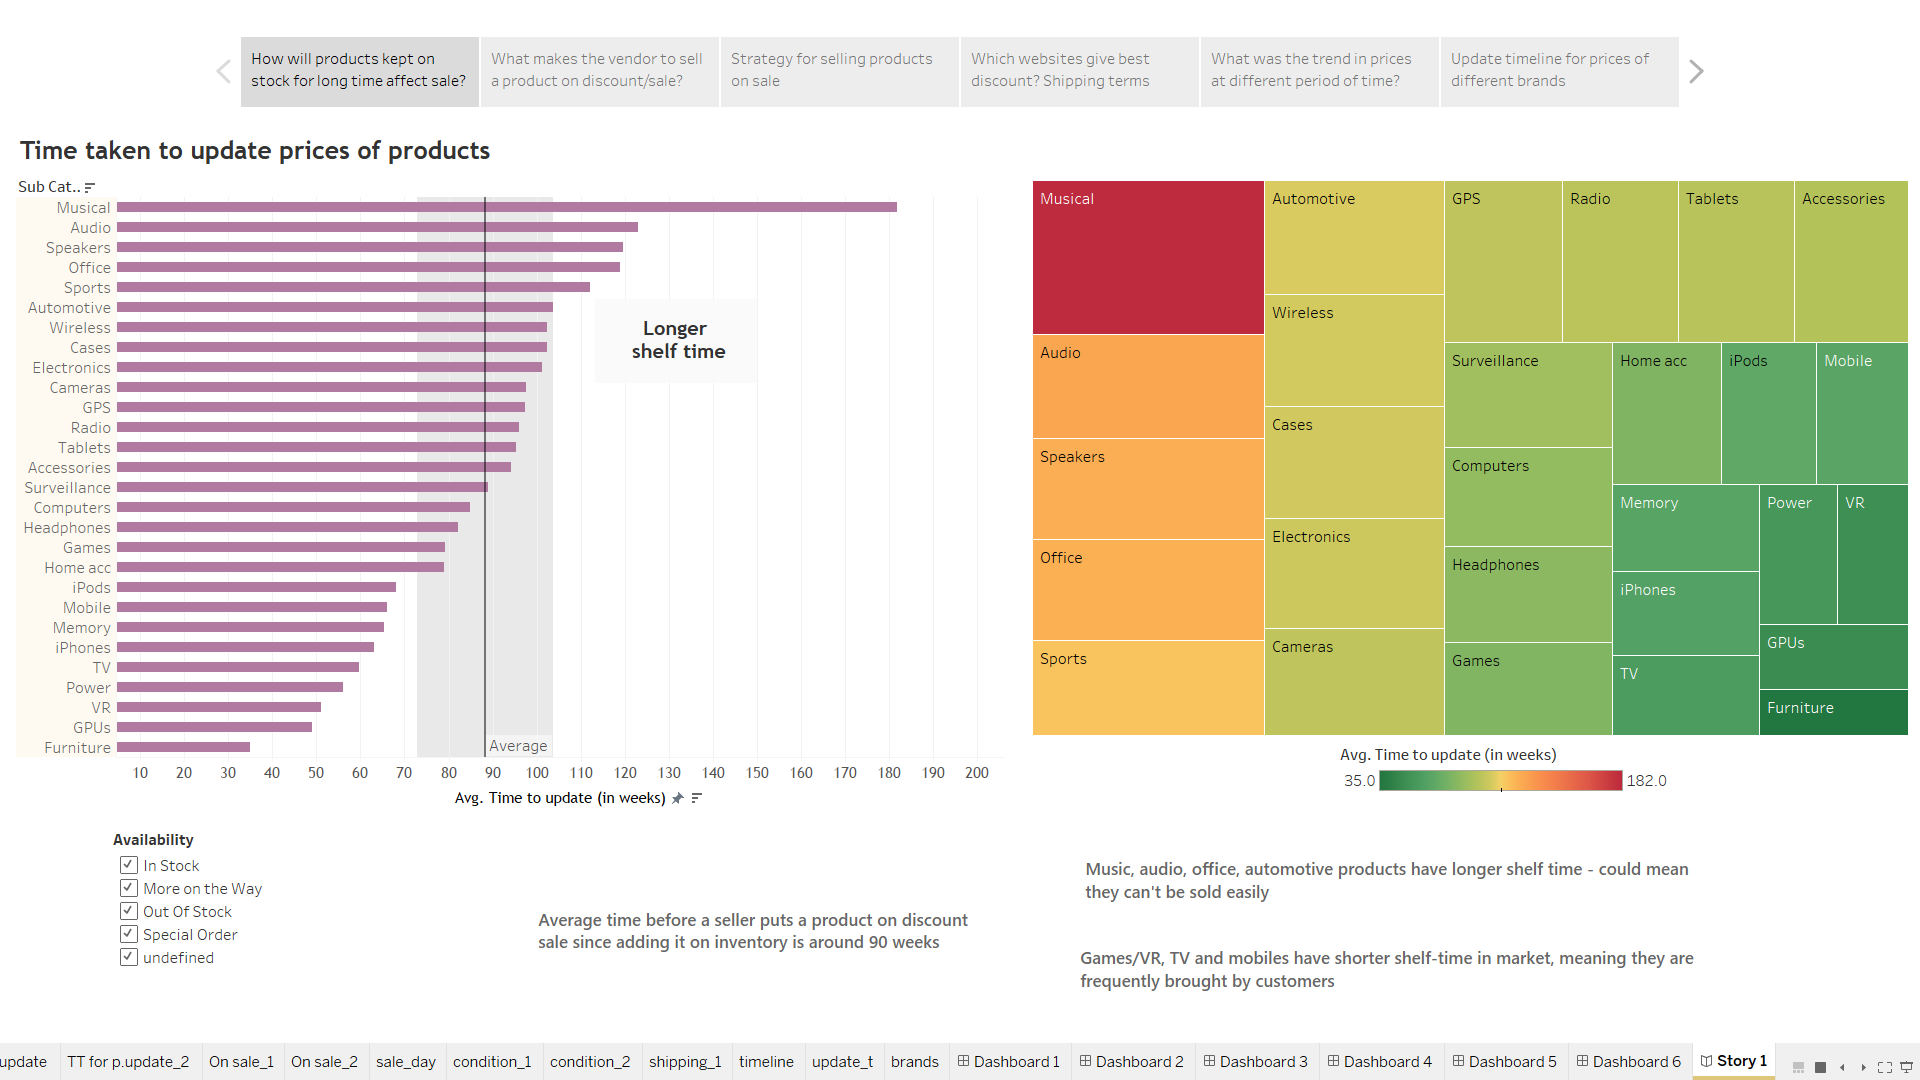 How will products kept on
stock for long time affect sale?
What makes the vendor to sell
a product on discount/sale?
Strategy for selling products
on sale
Which websites give best
discount? Shipping terms
What was the trend in prices
at different period of time?
Update timeline for prices of
different brands
Time taken to update prices of products
Sub Cat..
Musical
Audio
Speakers
Office
Sports
Automotive
Wireless
Cases
Electronics
Cameras
GPS
Radio
Tablets
Accessories
Surveillance
Computers
Headphones
Games
Home acc
iPods
Mobile
Memory
iPhones
TV
Power
VR
GPUs
Furniture
Longer
shelf time
Average
10 20 30 40 50 60 70 80 90 100 110 120 130 140 150 160 170 180 190 200
Avg. Time to update (in weeks)
Musical
Audio
Speakers
Office
Sports
Automotive
Wireless
Cases
Electronics
Cameras
GPS
Radio
Tablets
Accessories
Surveillance
Computers
Headphones
Games
Home acc
iPods
Mobile
Memory
iPhones
TV
Power
VR
GPUs
Furniture
Avg. Time to update (in weeks)
35.0 182.0
Availability
In Stock
More on the Way
Out Of Stock
Special Order
undefined
Average time before a seller puts a product on discount
sale since adding it on inventory is around 90 weeks
Music, audio, office, automotive products have longer shelf time - could mean
they can't be sold easily
Games/VR, TV and mobiles have shorter shelf-time in market, meaning they are
frequently brought by customers
update TT for p.update_2 On sale_1 On sale_2 sale_day condition_1 condition_2 shipping_1 timeline update_t brands Dashboard 1 Dashboard 2 Dashboard 3 Dashboard 4 Dashboard 5 Dashboard 6 Story 1